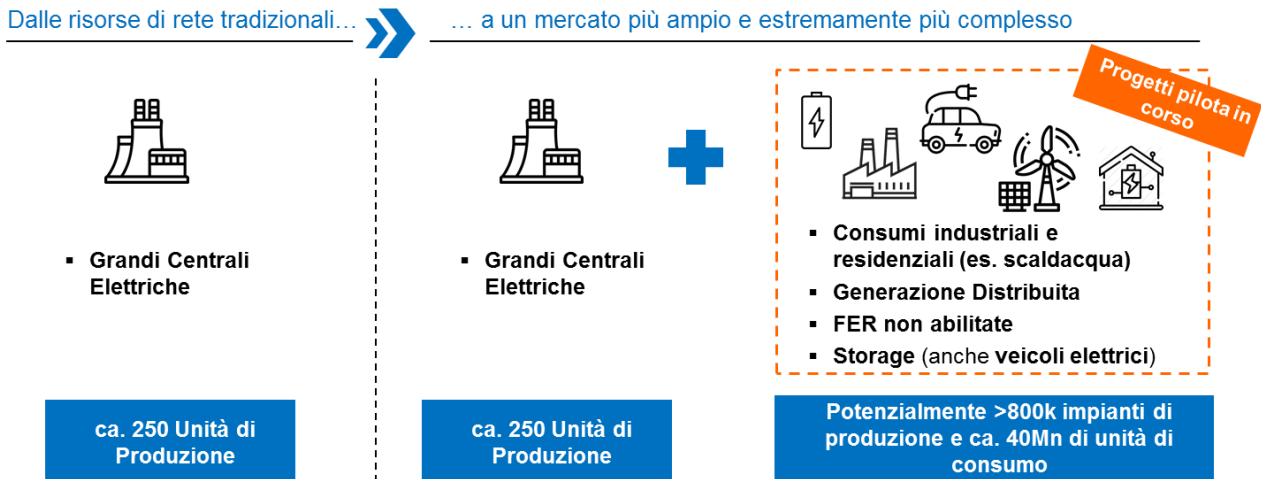 Dalle risorse di rete tradizionali…
… a un mercato più ampio e estremamente più complesso
Progetti pilota in
corso
▪ Grandi Centrali
Elettriche
▪ Grandi Centrali
Elettriche
▪ Consumi industriali e
residenziali (es. scaldacqua)
▪ Generazione Distribuita
▪ FER non abilitate
▪ Storage (anche veicoli elettrici)
ca. 250 Unità di
Produzione
ca. 250 Unità di
Produzione
Potenzialmente >800k impianti di
produzione e ca. 40Mn di unità di
consumo